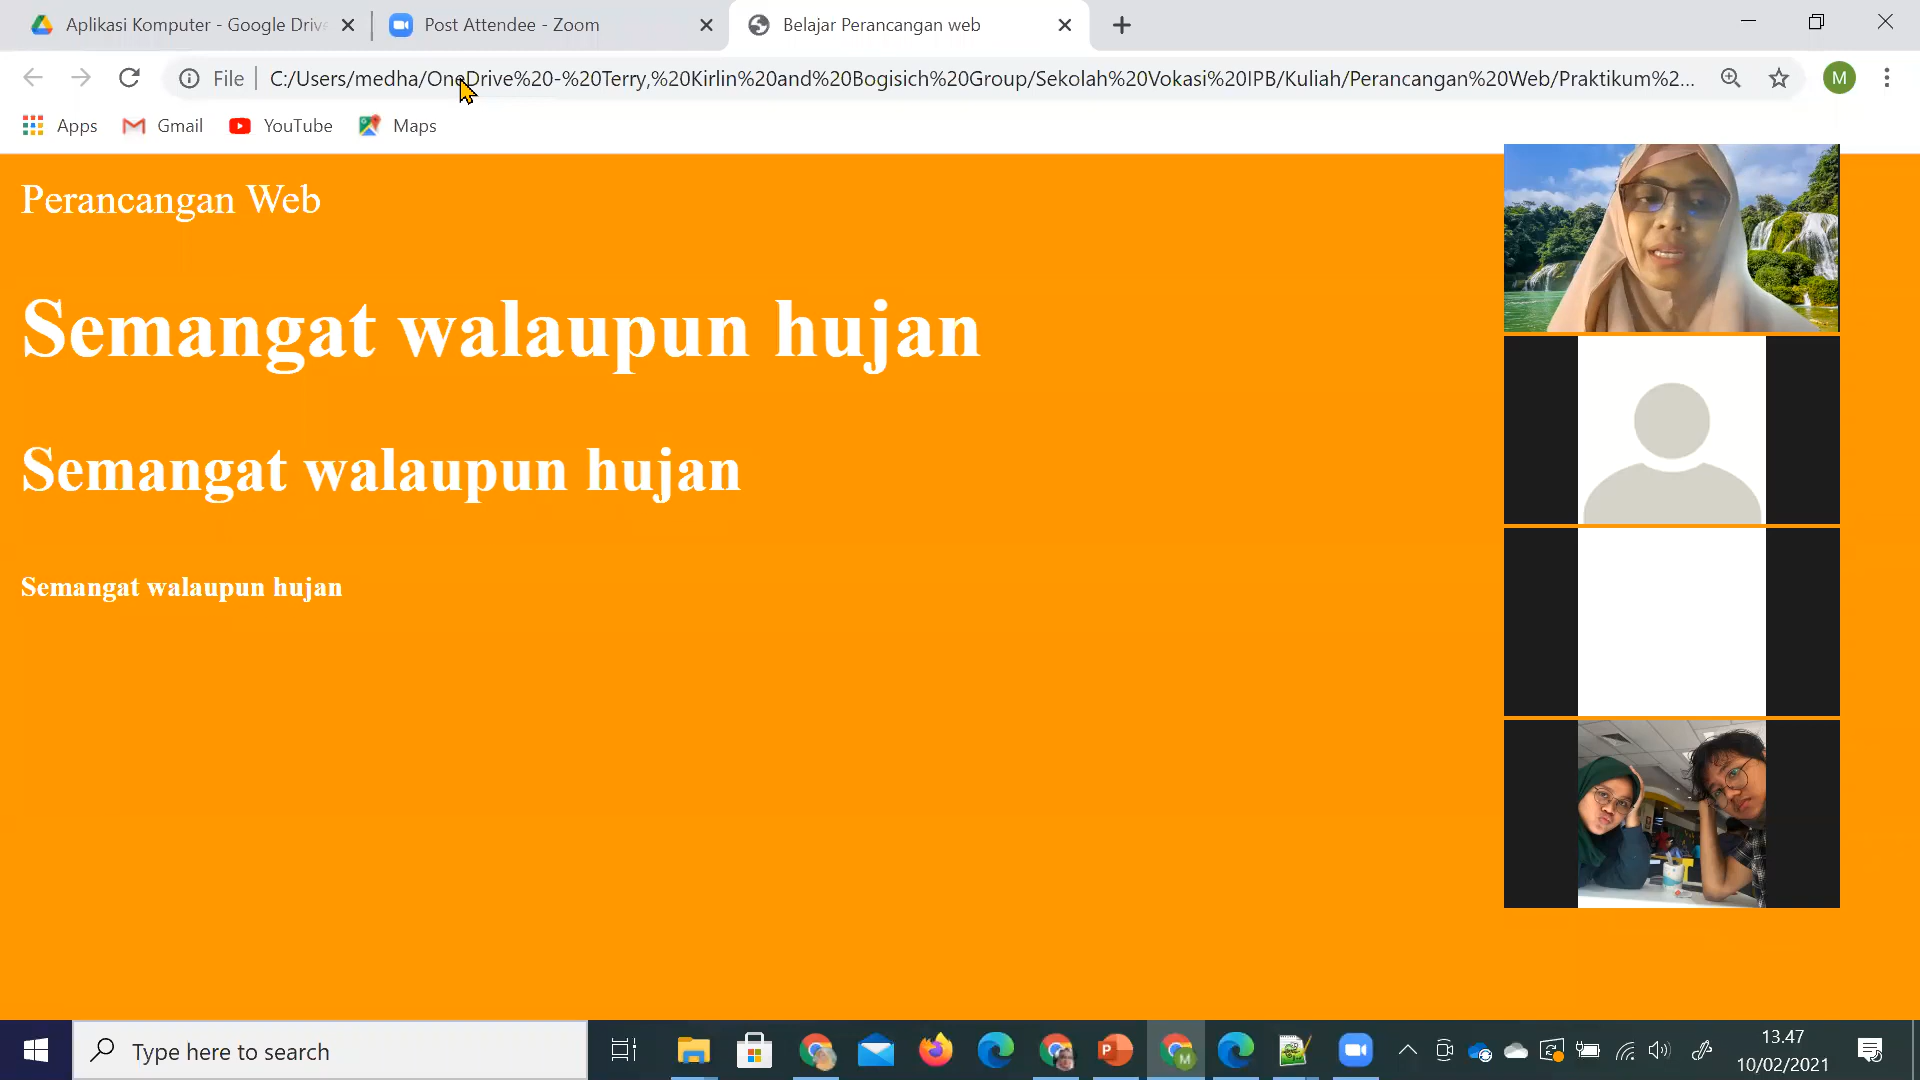 Aplikasi Komputer - Google Drive
Post Attendee - Zoom
Belajar Perancangan web
File
C:/Users/medha/OneDrive%20-%20Terry,%20Kirlin%20and%20Bogisich%20Group/Sekolah%20Vokasi%20IPB/Kuliah/Perancangan%20Web/Praktikum%2...
M
Apps
Gmail
YouTube
Maps
Perancangan Web
Semangat walaupun hujan
Semangat walaupun hujan
Semangat walaupun hujan
Type here to search
13.47
10/02/2021